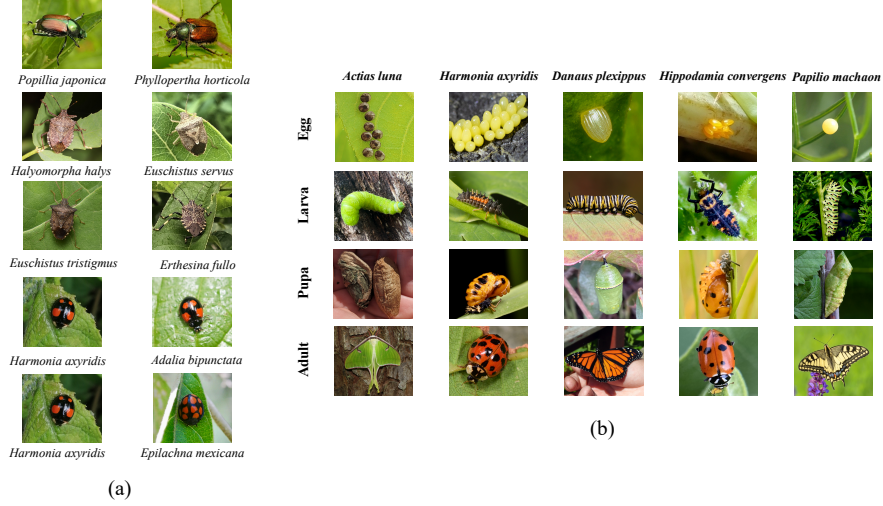 Popillia japonica
Phyllopertha horticola
Halyomorpha halys
Euschistus servus
Euschistus tristigmus
Erthesina fullo
Harmonia axyridis
Adalia bipunctata
Harmonia axyridis
Epilachna mexicana
(a)
Actias luna
Harmonia axyridis
Danaus plexippus
Hippodamia convergens
Papilio machaon
Egg
Larva
Pupa
Adult
(b)